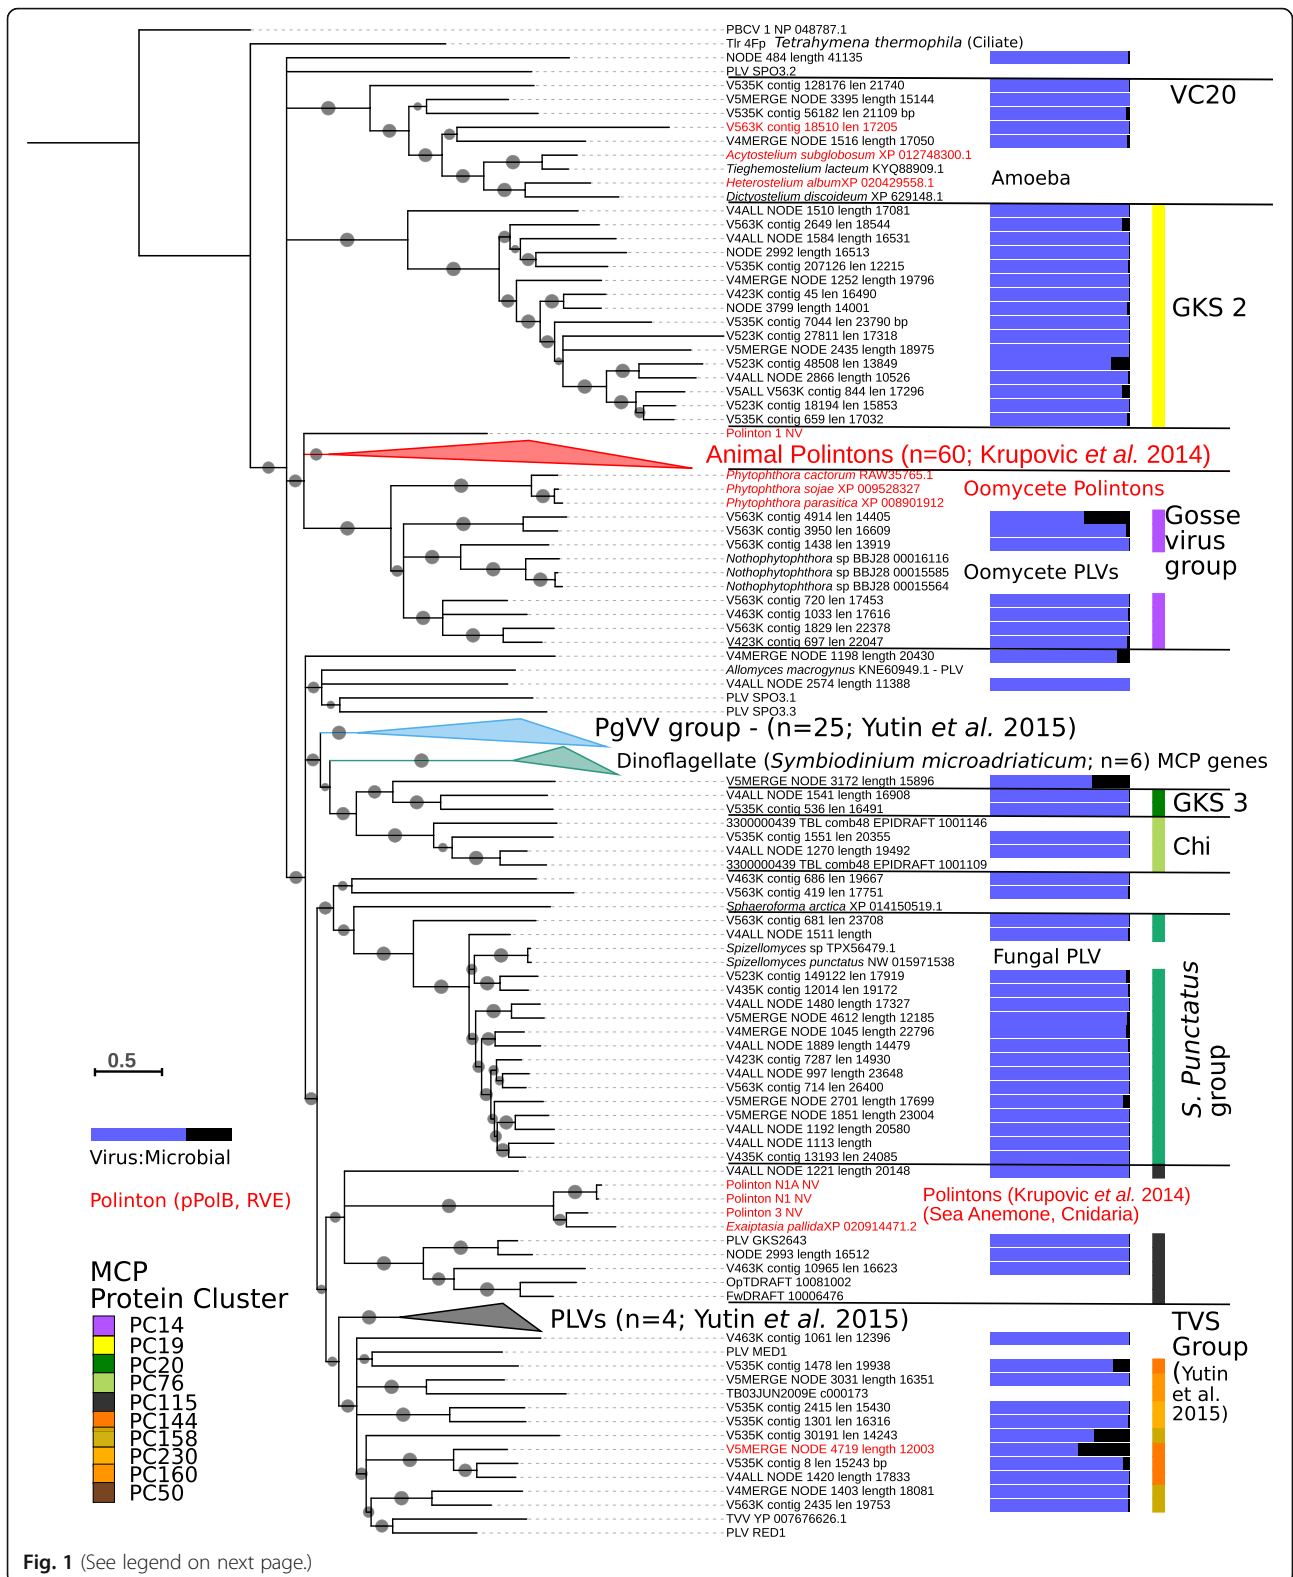 PBCV 1 NP 048787.1
Tlr 4Fp Tetrahymena thermophila (Ciliate)
NODE 484 length 41135
PLV SPO3.2
V535K contig 128176 len 21740
VC20
V5MERGE NODE 3395 length 15144
V535K contig 56182 len 21109 bp
V563K contig 18510 len 17205
V4MERGE NODE 1516 length 17050
Acytostelium subglobosum XP 012748300.1
Tieghemostelium lacteum KYQ88909.1
Amoeba
Heterostelium albumXP 020429558.1
Dictyostelium discoideum XP 629148.1
V4ALL NODE 1510 length 17081
V563K contig 2649 len 18544
V4ALL NODE 1584 length 16531
NODE 2992 length 16513
V535K contig 207126 len 12215
V4MERGE NODE 1252 length 19796
V423K contig 45 len 16490
NODE 3799 length 14001
GKS 2
V535K contig 7044 len 23790 bp
V523K contig 27811 len 17318
V5MERGE NODE 2435 length 18975
V523K contig 48508 len 13849
V4ALL NODE 2866 length 10526
V5ALL V563K contig 844 len 17296
V523K contig 18194 len 15853
V535K contig 659 len 17032
Polinton 1 NV
Animal Polintons (n=60; Krupovic et al. 2014)
Phytophthora cactorum RAW35765.1
Phytophthora sojae XP 009528327
Oomycete Polintons
Phytophthora parasitica XP 008901912
V563K contig 4914 len 14405
V563K contig 3950 len 16609
V563K contig 1438 len 13919
Gosse
virus
group
Nothophytophthora sp BBJ28 00016116
Nothophytophthora sp BBJ28 00015585
Oomycete PLVs
Nothophytophthora sp BBJ28 00015564
V563K contig 720 len 17453
V463K contig 1033 len 17616
V563K contig 1829 len 22378
V423K contig 697 len 22047
V4MERGE NODE 1198 length 20430
Allomyces macrogynus KNE60949.1 - PLV
V4ALL NODE 2574 length 11388
PLV SPO3.1
PLV SPO3.3
PgVV group - (n=25; Yutin et al. 2015)
Dinoflagellate (Symbiodinium microadriaticum; n=6) MCP genes
V5MERGE NODE 3172 length 15896
V4ALL NODE 1541 length 16908
GKS 3
V535K contig 536 len 16491
3300000439 TBL comb48 EPIDRAFT 1001146
V535K contig 1551 len 20355
Chi
V4ALL NODE 1270 length 19492
3300000439 TBL comb48 EPIDRAFT 1001109
V463K contig 686 len 19667
V563K contig 419 len 17751
Sphaeroforma arctica XP 014150519.1
V563K contig 681 len 23708
V4ALL NODE 1511 length
Spizellomyces sp TPX56479.1
Fungal PLV
Spizellomyces punctatus NW 015971538
V523K contig 149122 len 17919
V435K contig 12014 len 19172
V4ALL NODE 1480 length 17327
V5MERGE NODE 4612 length 12185
V4MERGE NODE 1045 length 22796
V4ALL NODE 1889 length 14479
S. Punctatus
group
V423K contig 7287 len 14930
V4ALL NODE 997 length 23648
V563K contig 714 len 26400
V5MERGE NODE 2701 length 17699
V5MERGE NODE 1851 length 23004
V4ALL NODE 1192 length 20580
V4ALL NODE 1113 length
V435K contig 13193 len 24085
V4ALL NODE 1221 length 20148
Polinton N1A NV
Polinton N1 NV
Polintons (Krupovic et al. 2014)
(Sea Anemone, Cnidaria)
Polinton 3 NV
Exaiptasia pallidaXP 020914471.2
PLV GKS2643
NODE 2993 length 16512
V463K contig 10965 len 16623
OpTDRAFT 10081002
FwDRAFT 10006476
PLVs (n=4; Yutin et al. 2015)
TVS
Group
(Yutin
et al.
2015)
V463K contig 1061 len 12396
PLV MED1
V535K contig 1478 len 19938
V5MERGE NODE 3031 length 16351
TB03JUN2009E c000173
V535K contig 2415 len 15430
V535K contig 1301 len 16316
V535K contig 30191 len 14243
V5MERGE NODE 4719 length 12003
V535K contig 8 len 15243 bp
V4ALL NODE 1420 length 17833
V4MERGE NODE 1403 length 18081
V563K contig 2435 len 19753
TVV YP 007676626.1
PLV RED1
0.5
Virus:Microbial
Polinton (pPolB, RVE)
MCP
Protein Cluster
PC14
PC19
PC20
PC76
PC115
PC144
PC158
PC230
PC160
PC50
Fig. 1 (See legend on next page.)